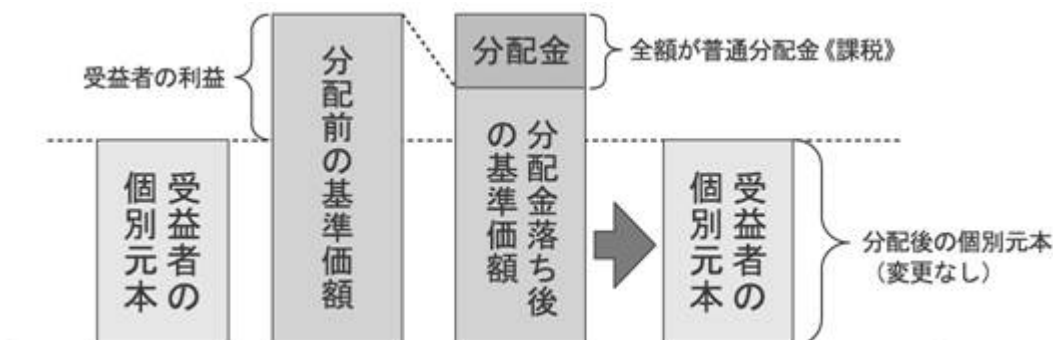 受益者の利益
受益者の
個別元本
分配前の基準価額
分配金
全額が普通分配金《課税》
分配金落ち後
の基準価額
受益者の
個別元本
分配後の個別元本
（変更なし）